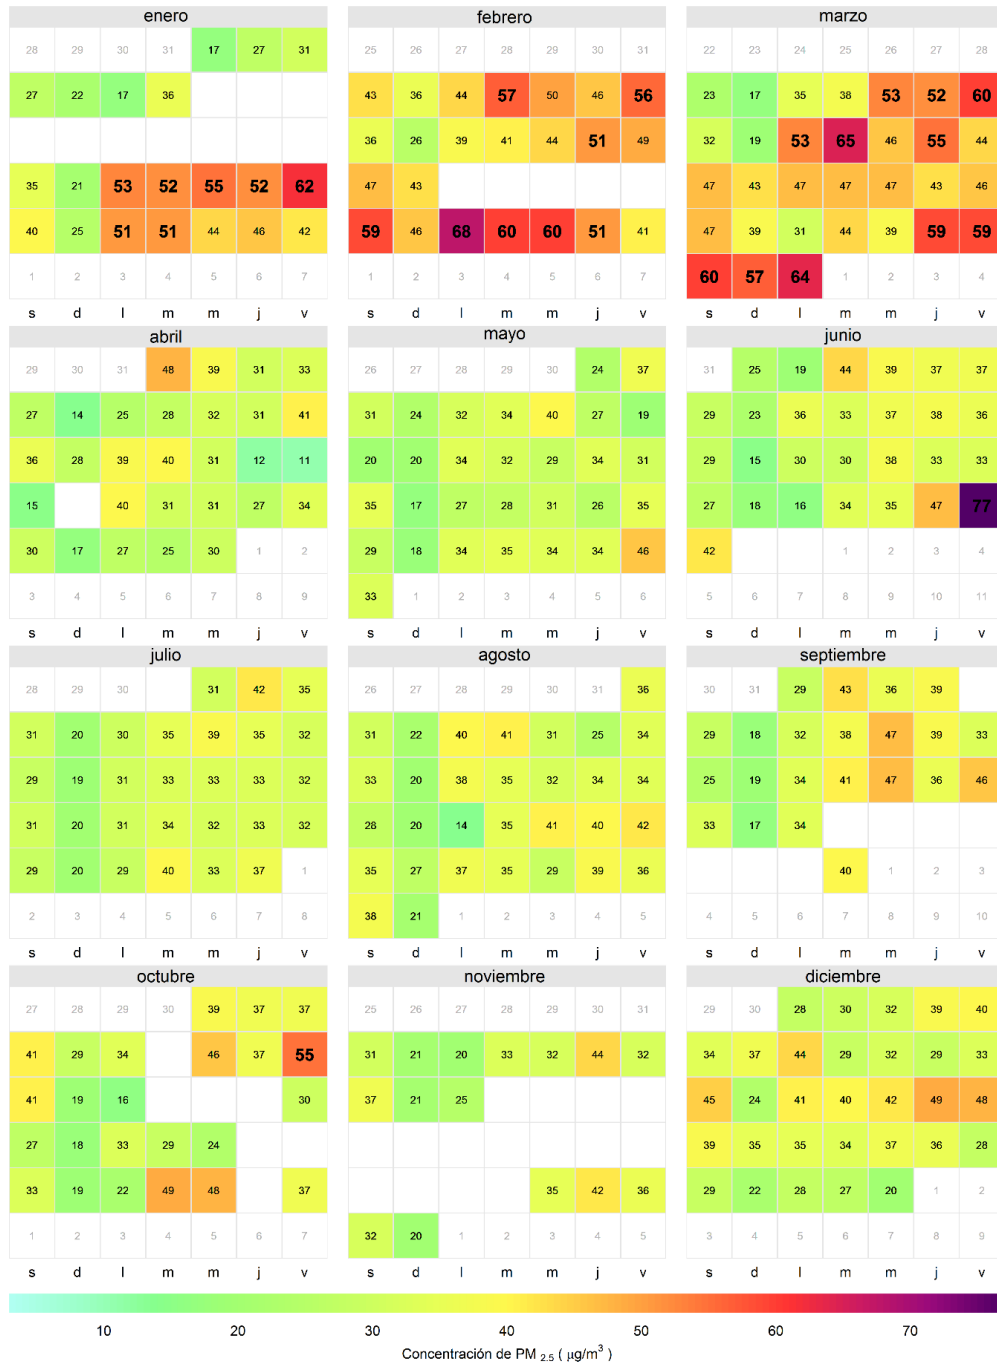 enero febrero marzo
28 29 30 31 17 27 31 25 26 27 28 29 30 31 22 23 24 25 26 27 28
27 22 17 36 43 36 44 57 50 46 56 23 17 35 38 53 52 60
36 26 39 41 44 51 49 32 19 53 65 46 55 44
35 21 53 52 55 52 62 47 43 47 43 47 47 47 43 46
40 25 51 51 44 46 42 59 46 68 60 60 51 41 47 39 31 44 39 59 59
1 2 3 4 5 6 7 1 2 3 4 5 6 7 60 57 64 1 2 3 4
s d l m m j v s d l m m j v s d l m m j v
abril mayo junio
29 30 31 48 39 31 33 26 27 28 29 30 24 37 31 25 19 44 39 37 37
27 14 25 28 32 31 41 31 24 32 34 40 27 19 29 23 36 33 37 38 36
36 28 39 40 31 12 11 20 20 34 32 29 34 31 29 15 30 30 38 33 33
15 40 31 31 27 34 35 17 27 28 31 26 35 27 18 16 34 35 47 77
30 17 27 25 30 1 2 29 18 34 35 34 34 46 42 1 2 3 4
3 4 5 6 7 8 9 33 1 2 3 4 5 6 5 6 7 8 9 10 11
s d l m m j v s d l m m j v s d l m m j v
julio agosto septiembre
28 29 30 31 42 35 26 27 28 29 30 31 36 30 31 29 43 36 39
31 20 30 35 39 35 32 31 22 40 41 31 25 34 29 18 32 38 47 39 33
29 19 31 33 33 33 32 33 20 38 35 32 34 34 25 19 34 41 47 36 46
31 20 31 34 32 33 32 28 20 14 35 41 40 42 33 17 34
29 20 29 40 33 37 1 35 27 37 35 29 39 36 40 1 2 3
2 3 4 5 6 7 8 38 21 1 2 3 4 5 4 5 6 7 8 9 10
s d l m m j v s d l m m j v s d l m m j v
octubre noviembre diciembre
27 28 29 30 39 37 37 25 26 27 28 29 30 31 29 30 28 30 32 39 40
41 29 34 46 37 55 31 21 20 33 32 44 32 34 37 44 29 32 29 33
41 19 16 30 37 21 25 45 24 41 40 42 49 48
27 18 33 29 24 39 35 35 34 37 36 28
33 19 22 49 48 37 35 42 36 29 22 28 27 20 1 2
1 2 3 4 5 6 7 32 20 1 2 3 4 5 3 4 5 6 7 8 9
s d l m m j v s d l m m j v s d l m m j v
10 20 30 40 50 60 70
Concentración de PM 2.5 ( μg/m³ )